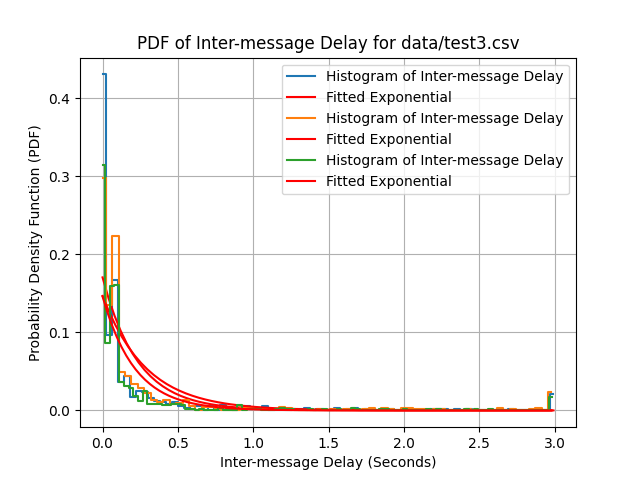 PDF of Inter-message Delay for data/test3.csv
Histogram of Inter-message Delay
Fitted Exponential
Histogram of Inter-message Delay
Fitted Exponential
Histogram of Inter-message Delay
Fitted Exponential
Probability Density Function (PDF)
0.4
0.3
0.2
0.1
0.0
0.0 0.5 1.0 1.5 2.0 2.5 3.0
Inter-message Delay (Seconds)